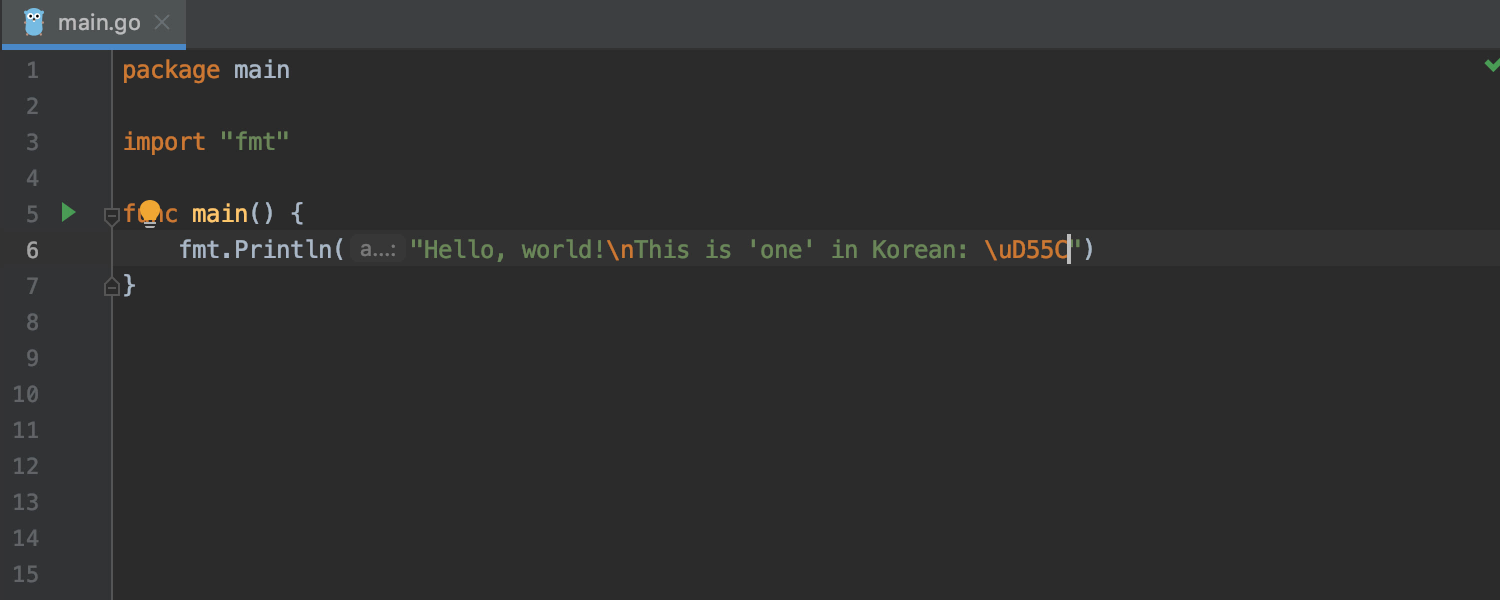 main.go
1 package main
2
3 import "fmt"
4
5 func main() {
6 fmt.Println( a...: "Hello, world!\nThis is 'one' in Korean: \uD55C")
7 }
8
9
10
11
12
13
14
15